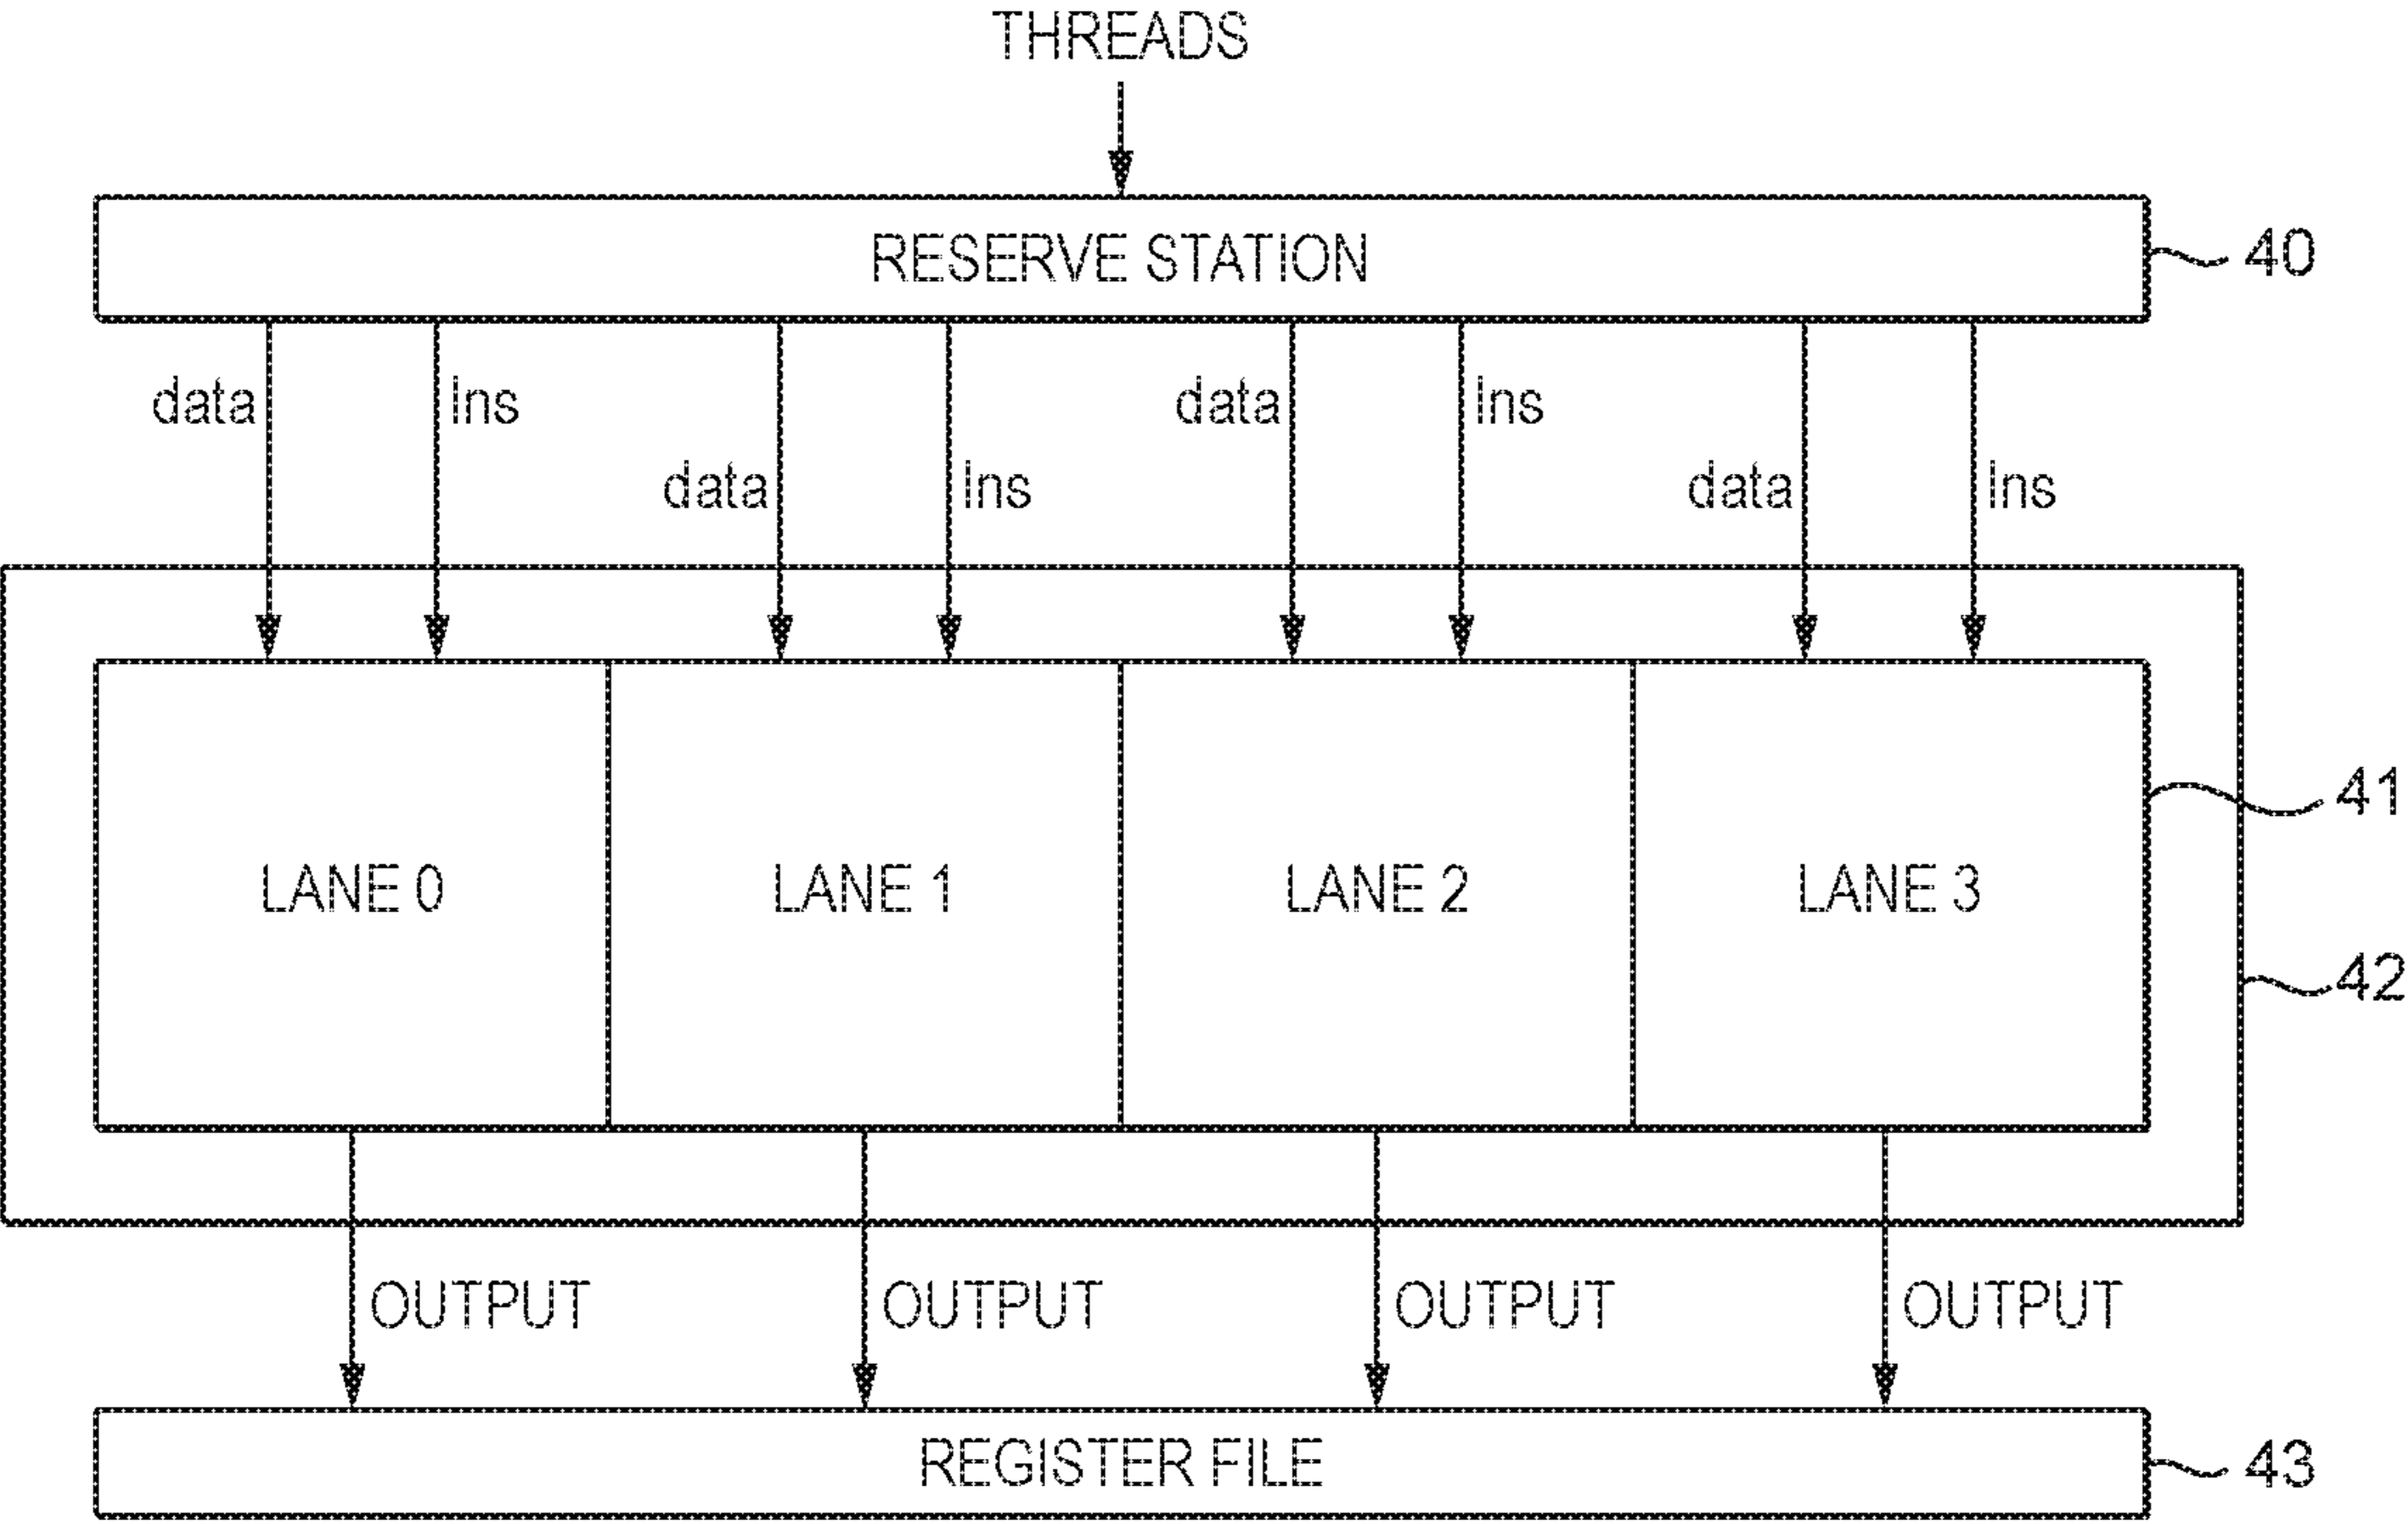 THREADS
RESERVE STATION
40
data
ins
data
ins
data
ins
data
ins
41
LANE 0
LANE 1
LANE 2
LANE 3
42
OUTPUT
OUTPUT
OUTPUT
OUTPUT
REGISTER FILE
43